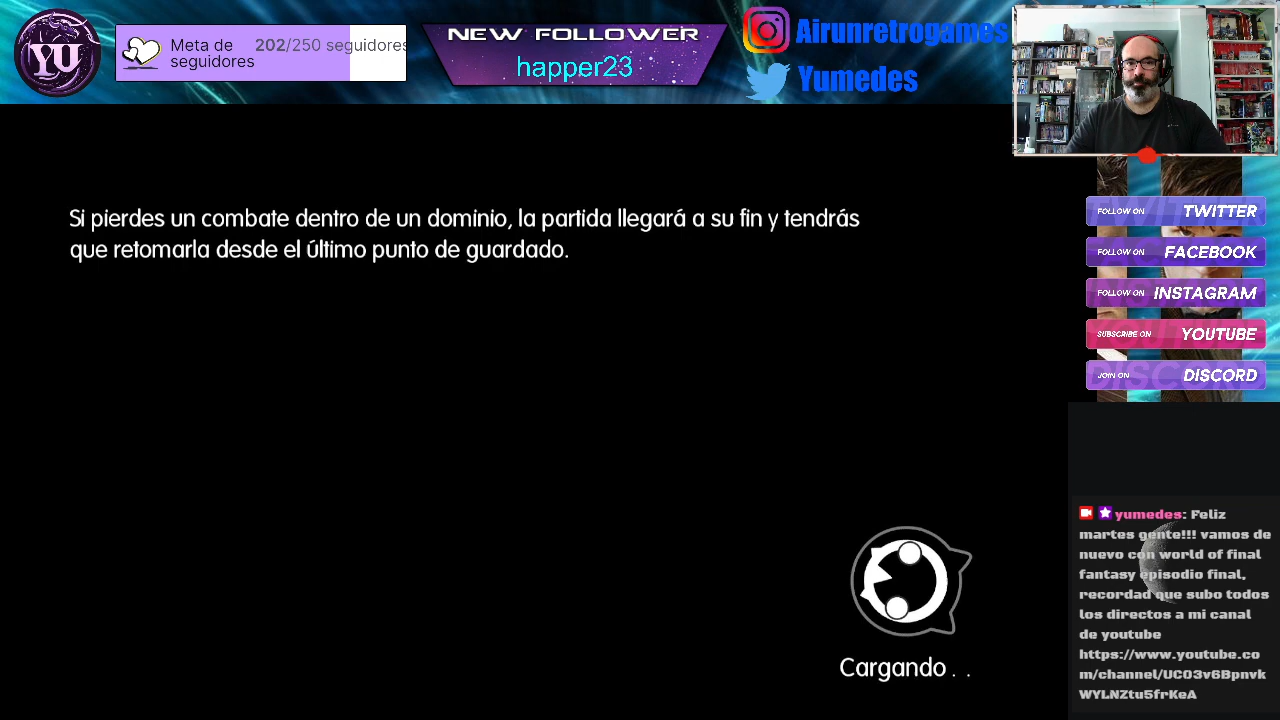 YU
Meta de
seguidores
202/250 seguidores
NEW FOLLOWER
happer23
Airunretrogames
Yumedes
Si pierdes un combate dentro de un dominio, la partida llegará a su fin y tendrás
que retomarla desde el último punto de guardado.
FOLLOW ON TWITTER
FOLLOW ON FACEBOOK
FOLLOW ON INSTAGRAM
SUBSCRIBE ON YOUTUBE
JOIN ON DISCORD
yumedes: Feliz
martes gente!!! vamos de
nuevo con world of final
fantasy episodio final,
recordad que subo todos
los directos a mi canal
de youtube
https://www.youtube.co
m/channel/UC03v6Bpnvk
WYLNZtu5frKeA
Cargando . .